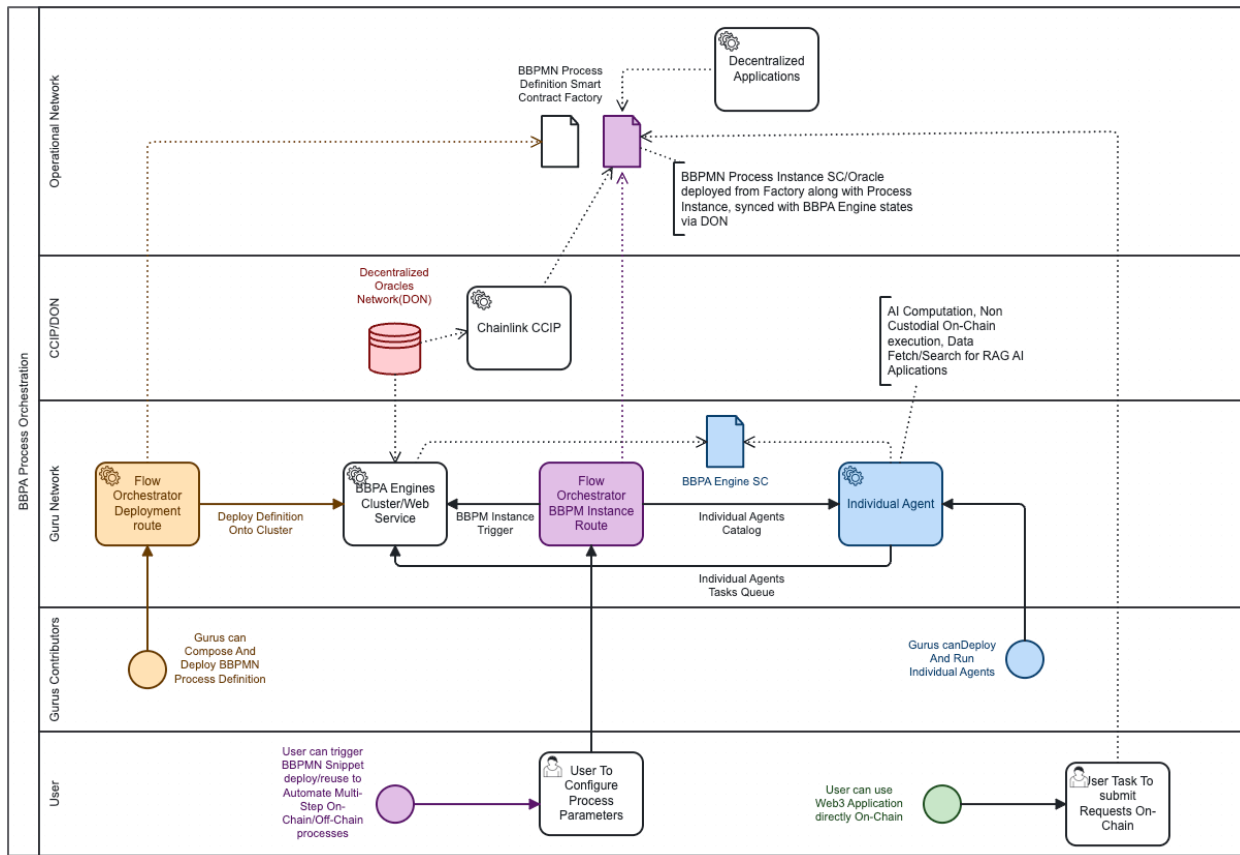 BBPA Process Orchestration
Operational Network
Decentralized
Applications
BBPMN Process
Definition Smart
Contract Factory
BBPMN Process Instance SC/Oracle
deployed from Factory along with Process
Instance, synced with BBPA Engine states
via DON
CCIP/DON
Decentralized
Oracles
Network(DON)
Chainlink CCIP
AI Computation, Non
Custodial On-Chain
execution, Data
Fetch/Search for RAG AI
Aplications
Guru Network
Flow
Orchestrator
Deployment
route
Deploy Definition
Onto Cluster
BBPA Engines
Cluster/Web
Service
BBPM Instance
Trigger
Flow
Orchestrator
BBPM Instance
Route
BBPA Engine SC
Individual Agents
Catalog
Individual Agent
Individual Agents
Tasks Queue
Gurus Contributors
Gurus can
Compose And
Deploy BBPMN
Process Definition
Gurus canDeploy
And Run
Individual Agents
User
User can trigger
BBPMN Snippet
deploy/reuse to
Automate Multi-
Step On-
Chain/Off-Chain
processes
User To
Configure
Process
Parameters
User can use
Web3 Application
directly On-Chain
User Task To
submit
Requests On-
Chain